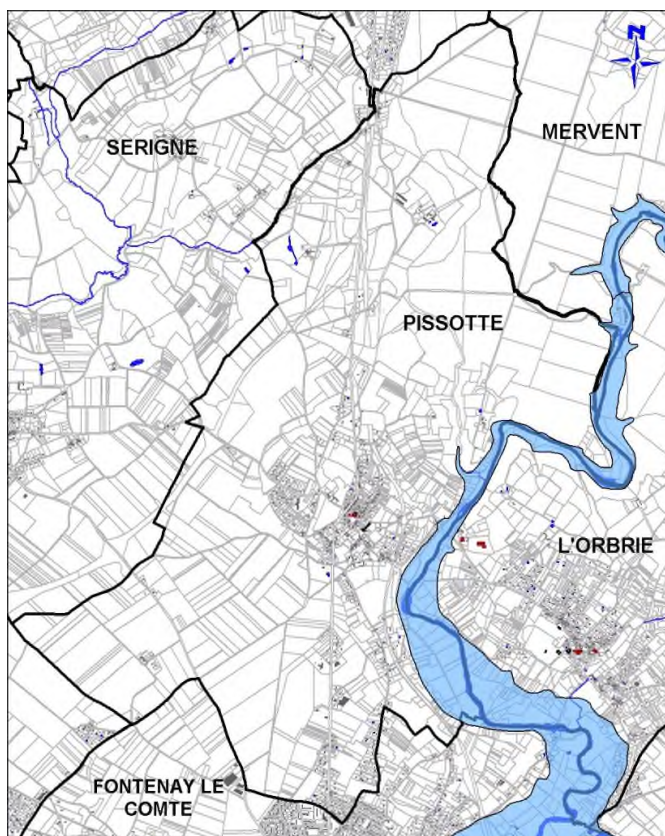 N
MERVENT
SERIGNE
PISSOTTE
L'ORBRIE
FONTENAY LE
COMTE